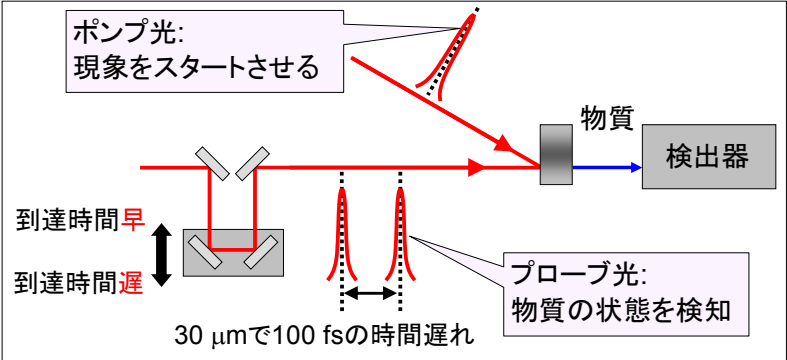 ポンプ光:
現象をスタートさせる
物質
検出器
到達時間早
到達時間遅
プローブ光:
物質の状態を検知
30 μmで100 fsの時間遅れ